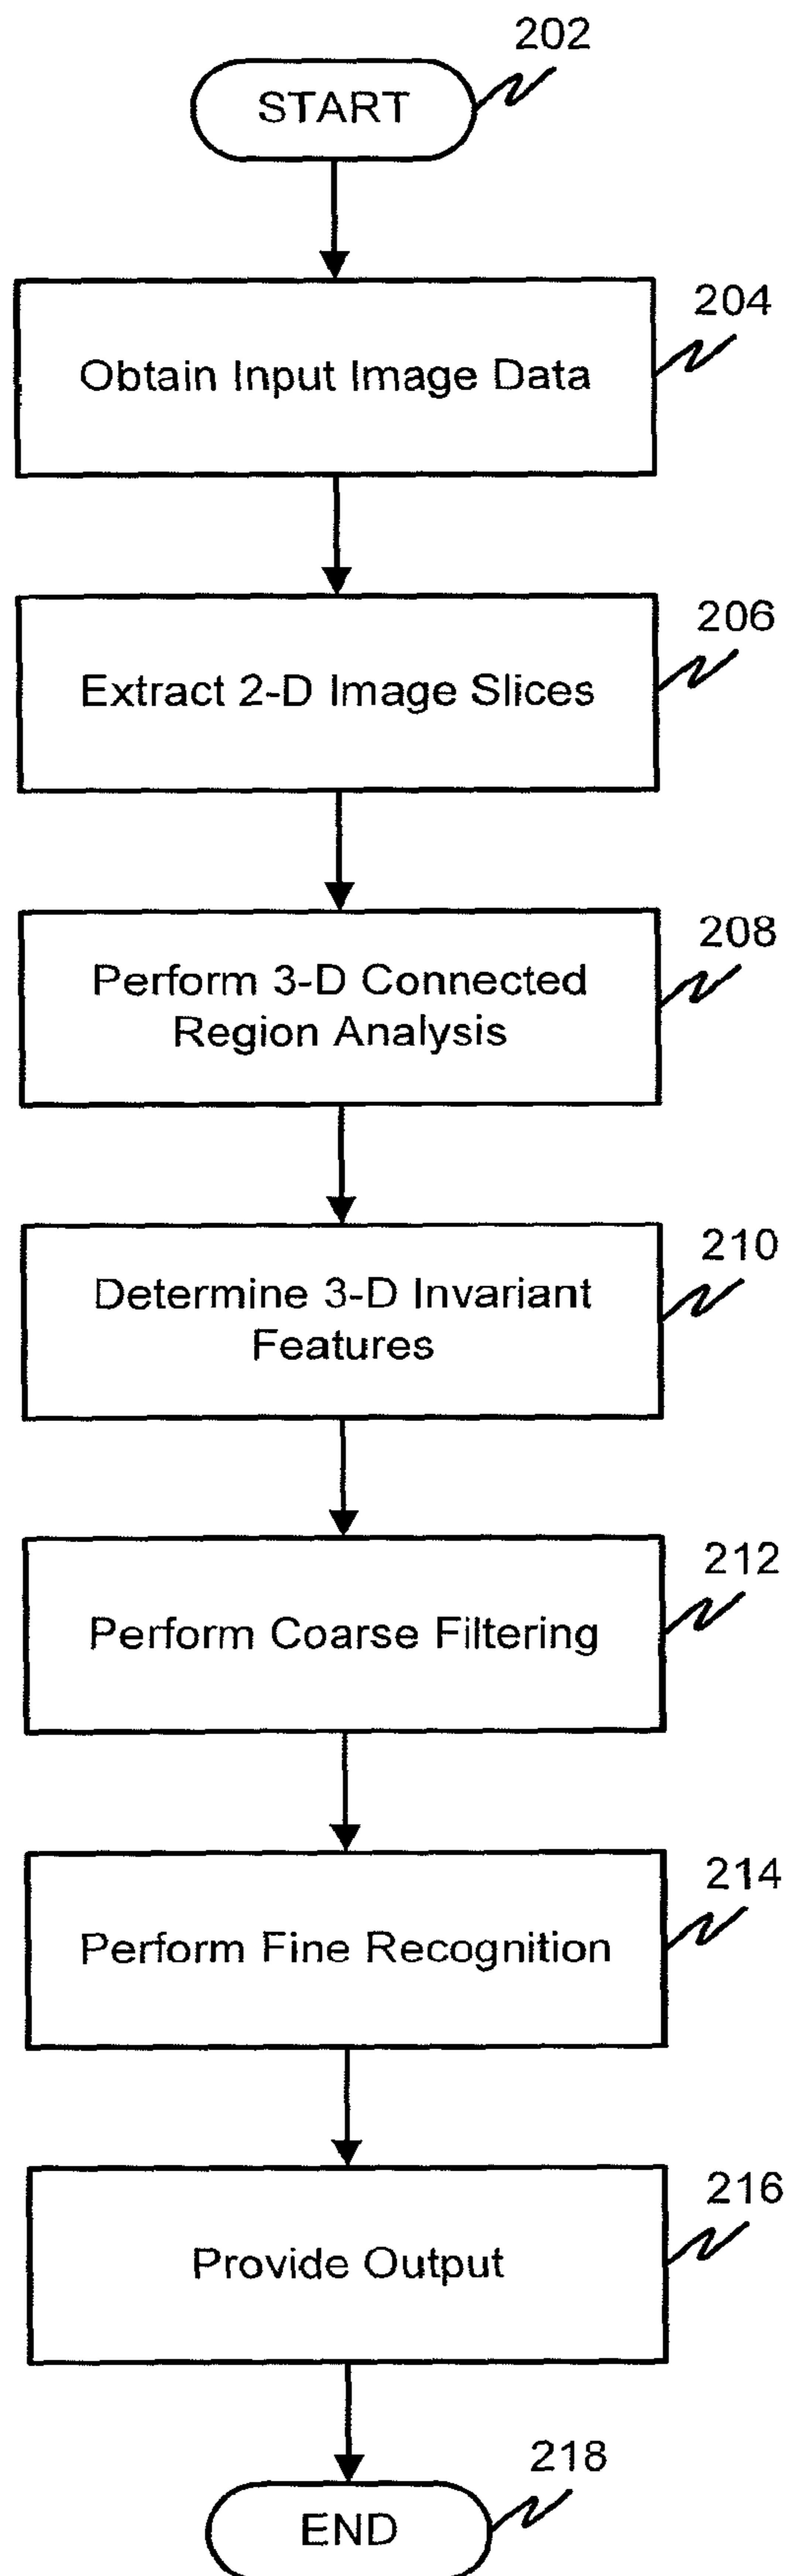 202
START
204
Obtain Input Image Data
206
Extract 2-D Image Slices
208
Perform 3-D Connected
Region Analysis
210
Determine 3-D Invariant
Features
212
Perform Coarse Filtering
214
Perform Fine Recognition
216
Provide Output
218
END